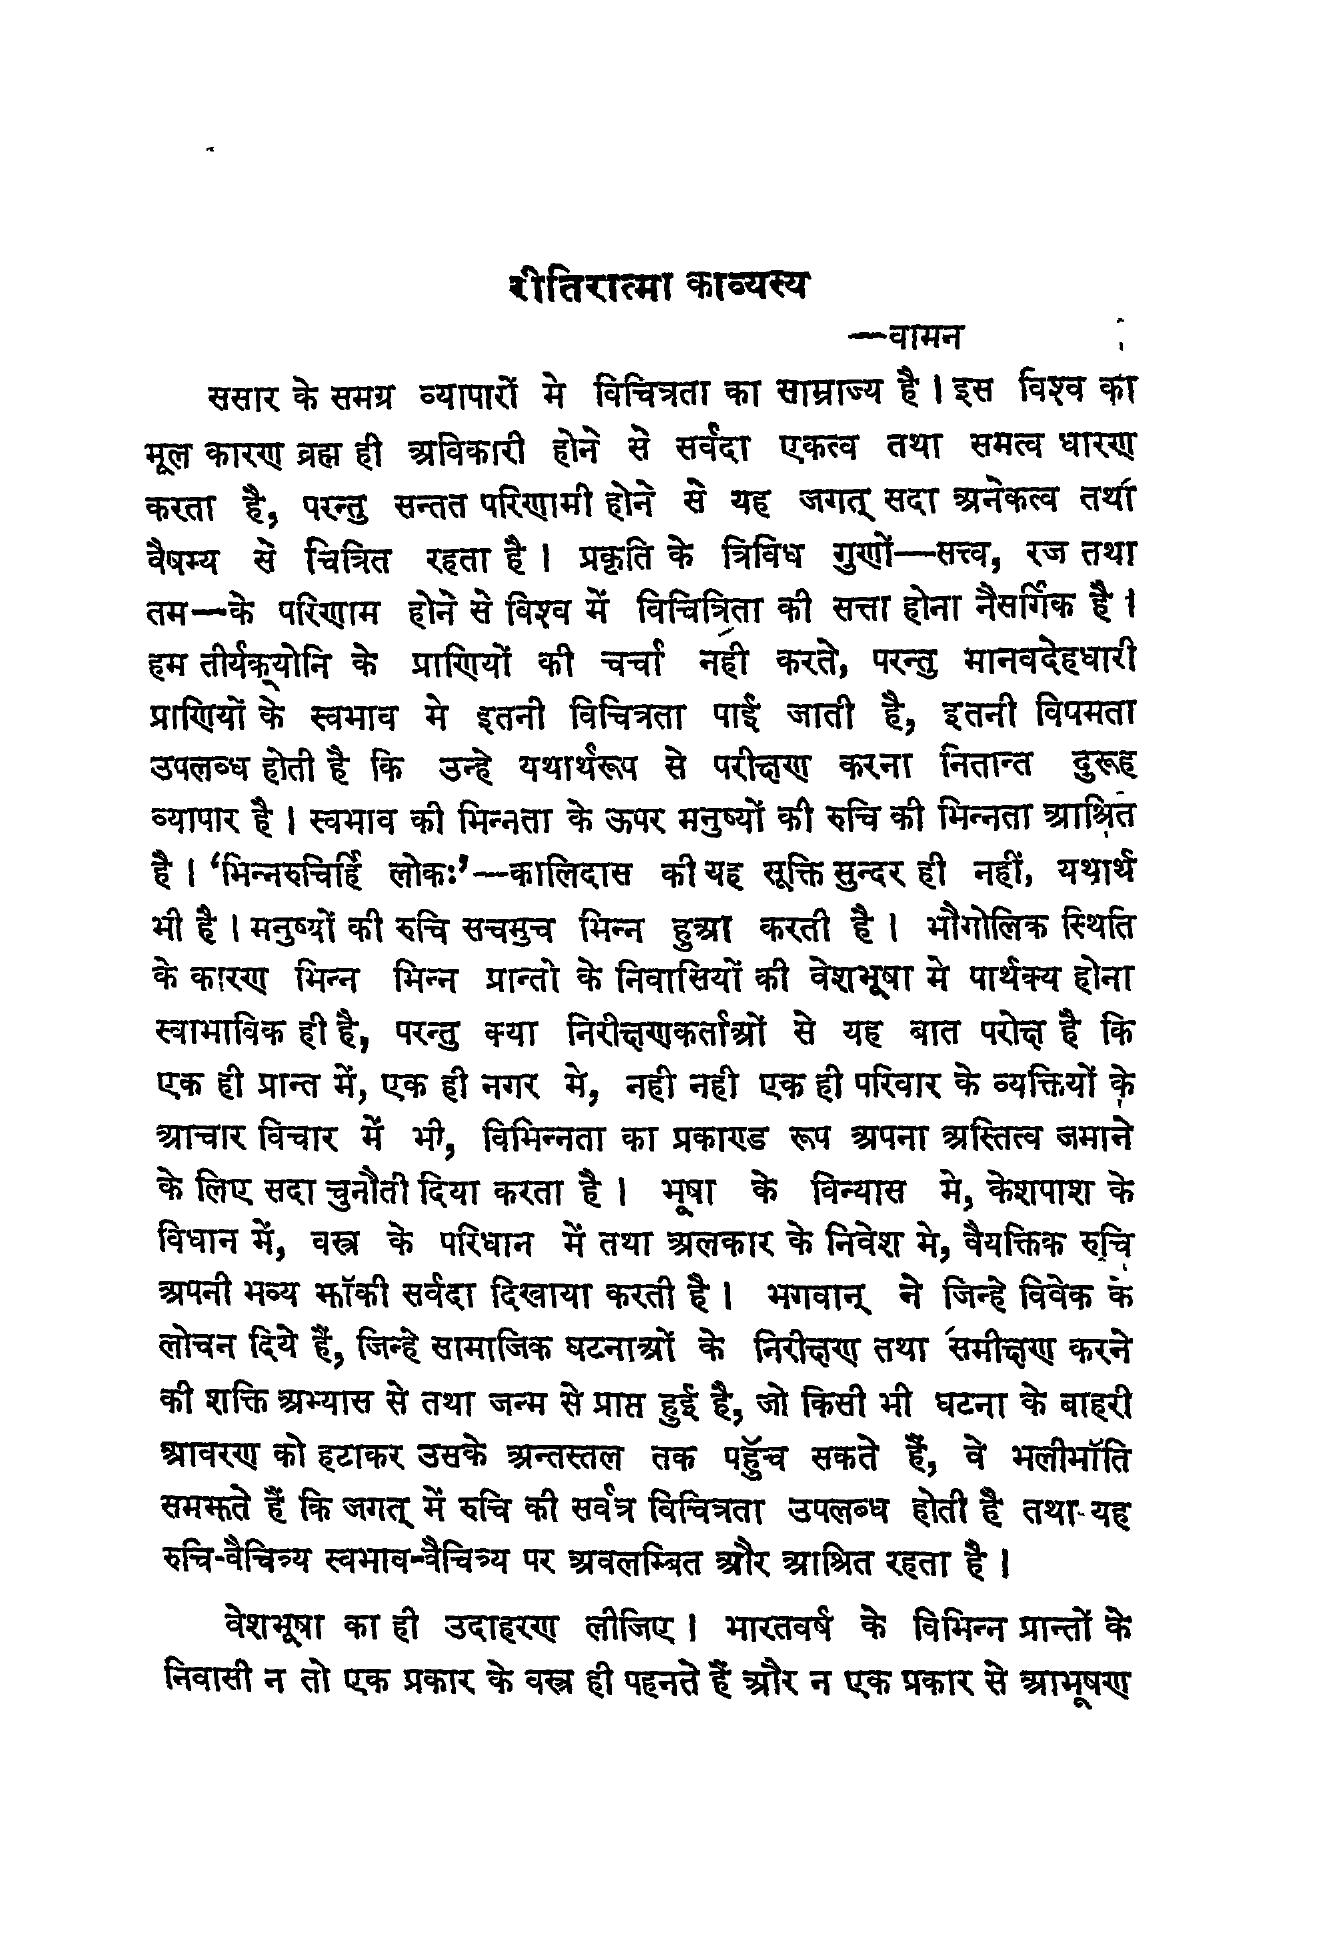 रीतिरात्मा काव्यस्य
—वामन
ससार के समग्र व्यापारों मे विचित्रता का साम्राज्य है । इस विश्व का
मूल कारण ब्रह्म ही अविकारी होने से सर्वदा एकत्व तथा समत्व धारण
करता है, परन्तु सन्तत परिणामी होने से यह जगत् सदा अनेकत्व तथा
वैषम्य से चित्रित रहता है । प्रकृति के त्रिविध गुणों—सत्त्व, रज तथा
तम—के परिणाम होने से विश्व में विचित्रिता की सत्ता होना नैसर्गिक है ।
हम तीर्यक्योनि के प्राणियों की चर्चा नही करते, परन्तु मानवदेहधारी
प्राणियों के स्वभाव मे इतनी विचित्रता पाई जाती है, इतनी विपमता
उपलब्ध होती है कि उन्हे यथार्थरूप से परीक्षण करना नितान्त दुरूह
व्यापार है । स्वभाव की भिन्नता के ऊपर मनुष्यों की रुचि की भिन्नता आश्रित
है । ‘भिन्नरुचिर्हि लोकः’—कालिदास की यह सूक्ति सुन्दर ही नहीं, यथार्थ
भी है । मनुष्यों की रुचि सचमुच भिन्न हुआ करती है । भौगोलिक स्थिति
के कारण भिन्न भिन्न प्रान्तो के निवासियों की वेशभूषा मे पार्थक्य होना
स्वाभाविक ही है, परन्तु क्या निरीक्षणकर्ताओं से यह बात परोक्ष है कि
एक ही प्रान्त में, एक ही नगर मे, नही नही एक ही परिवार के व्यक्तियों के
आचार विचार में भी, विभिन्नता का प्रकाण्ड रूप अपना अस्तित्व जमाने
के लिए सदा चुनौती दिया करता है । भूषा के विन्यास मे, केशपाश के
विधान में, वस्त्र के परिधान में तथा अलकार के निवेश मे, वैयक्तिक रुचि
अपनी भव्य झॉकी सर्वदा दिखाया करती है । भगवान् ने जिन्हे विवेक के
लोचन दिये हैं, जिन्हे सामाजिक घटनाओं के निरीक्षण तथा समीक्षण करने
की शक्ति अभ्यास से तथा जन्म से प्राप्त हुई है, जो किसी भी घटना के बाहरी
आवरण को हटाकर उसके अन्तस्तल तक पहुॅच सकते हैं, वे भलीभॉति
समझते हैं कि जगत् में रुचि की सर्वत्र विचित्रता उपलब्ध होती है तथा यह
रुचि-वैचित्र्य स्वभाव-वैचित्र्य पर अवलम्बित और आश्रित रहता है ।
वेशभूषा का ही उदाहरण लीजिए । भारतवर्ष के विभिन्न प्रान्तों के
निवासी न तो एक प्रकार के वस्त्र ही पहनते हैं और न एक प्रकार से आभूषण